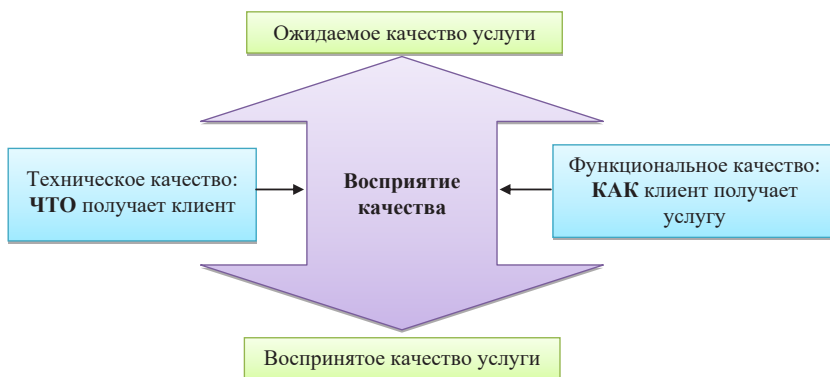 Ожидаемое качество услуги
Техническое качество:
ЧТО получает клиент
Восприятие
качества
Функциональное качество:
КАК клиент получает
услугу
Воспринятое качество услуги